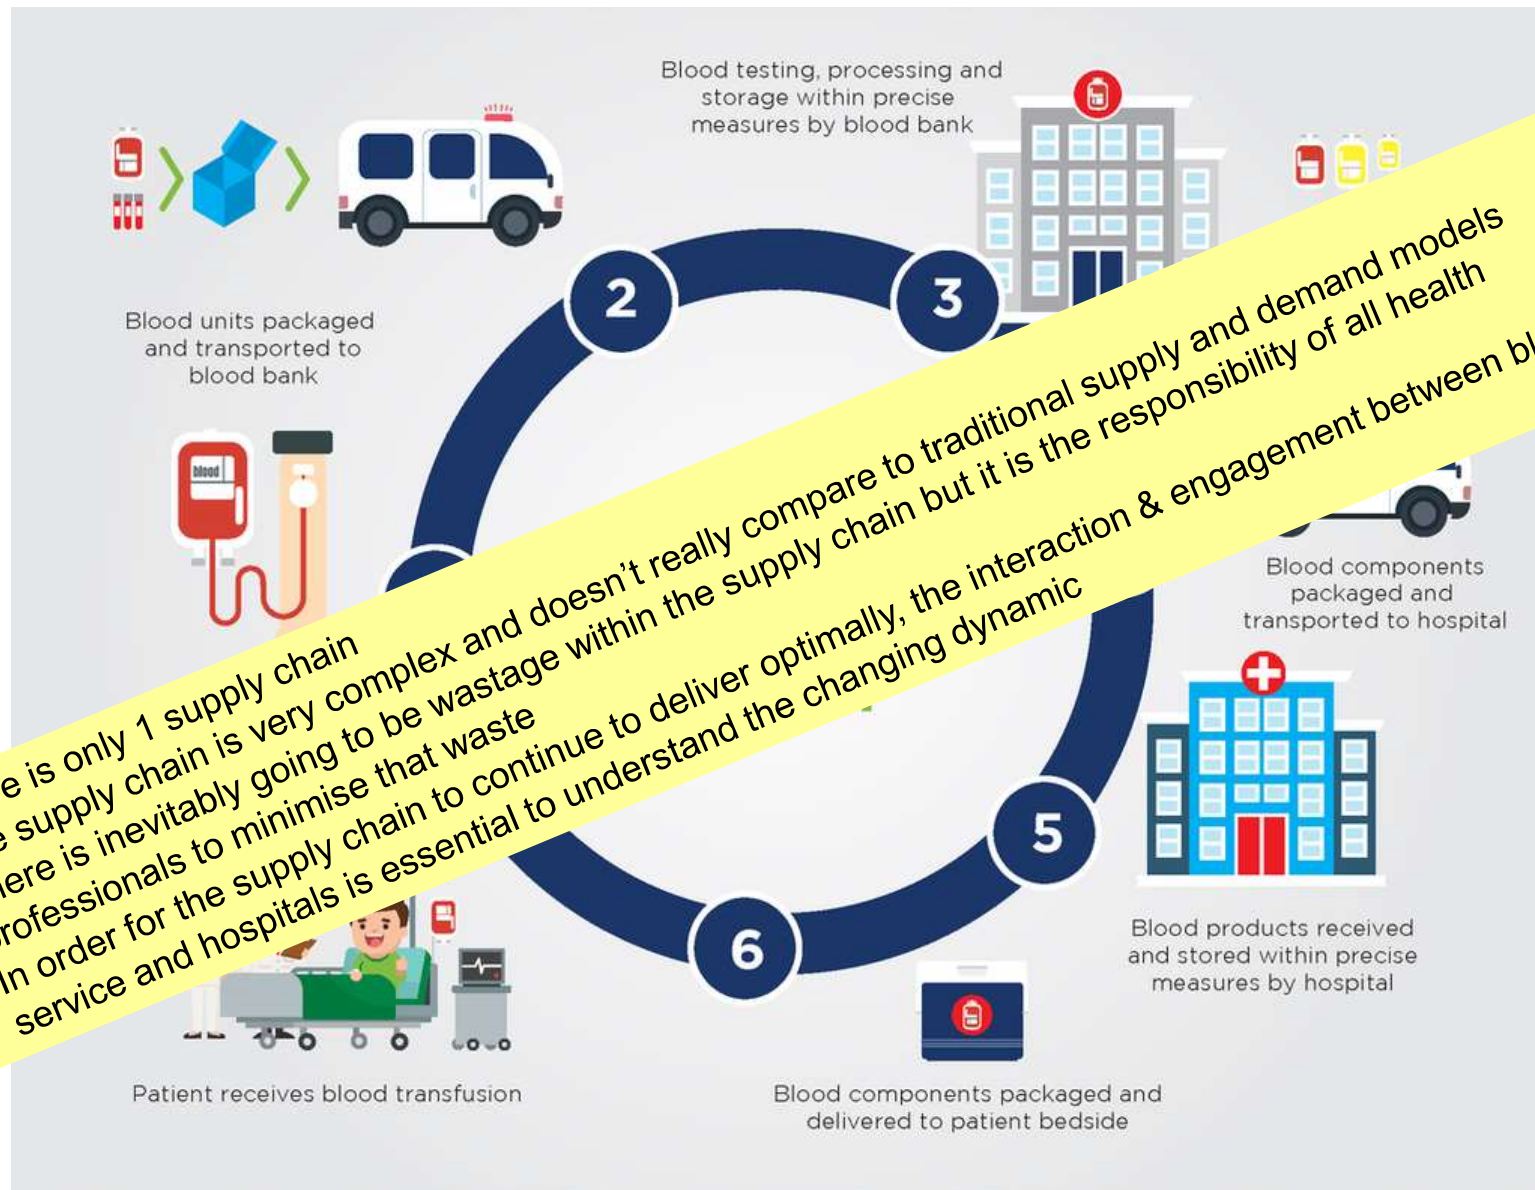 Blood testing, processing and
storage within precise
measures by blood bank
2
3
Blood units packaged
and transported to
blood bank
blood
is only 1 supply chain
supply chain is very complex and doesn't really compare to traditional supply and demand models
is inevitably going to be wastage within the supply chain but it is the responsibility of all health
professionals to minimise that waste
In order for the supply chain to continue to deliver optimally, the interaction & engagement between
service and hospitals is essential to understand the changing dynamic
Blood components
packaged and
transported to hospital
5
6
Blood products received
and stored within precise
measures by hospital
Patient receives blood transfusion
Blood components packaged and
delivered to patient bedside